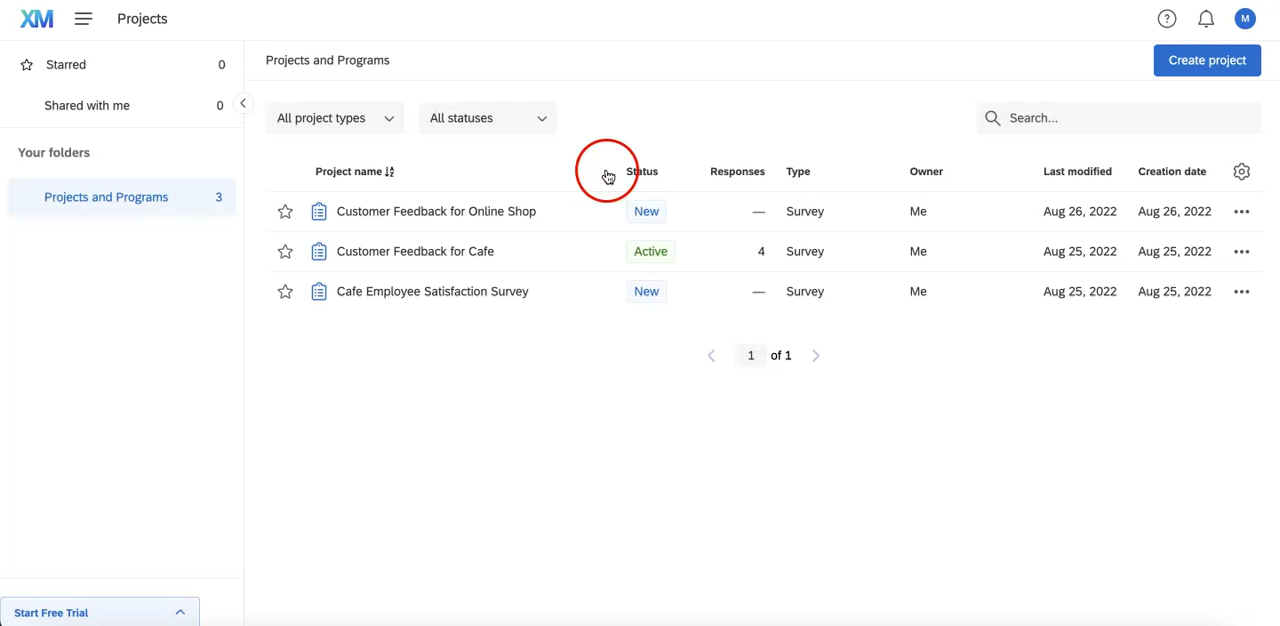 XM Projects M
Starred 0
Shared with me 0
Your folders
Projects and Programs 3
Start Free Trial
Projects and Programs Create project
All project types All statuses Search...
Project name Status Responses Type Owner Last modified Creation date
Customer Feedback for Online Shop New — Survey Me Aug 26, 2022 Aug 26, 2022
Customer Feedback for Cafe Active 4 Survey Me Aug 25, 2022 Aug 25, 2022
Cafe Employee Satisfaction Survey New — Survey Me Aug 25, 2022 Aug 25, 2022
1 of 1